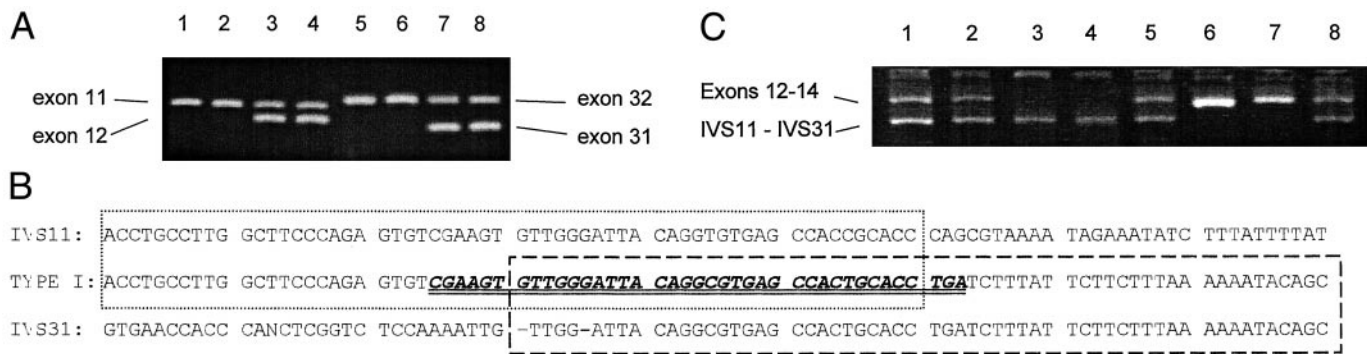 A
1 2 3 4 5 6 7 8
exon 11
exon 12
exon 32
exon 31
C
1 2 3 4 5 6 7 8
Exons 12-14
IVS11 - IVS31
B
IVS11: ACCTGCCTTG GCTTCCCAGA GTGTCGAAGT GTTGGGATTA CAGGTGTGAG CCACCGCACC CAGCGTAAAA TAGAAATATC TTTATTTTAT
TYPE I: ACCTGCCTTG GCTTCCCAGA GTGTCGAAGT GTTGGGATTA CAGGCGTGAG CCACTGCACC TGATCTTTAT TCTTCTTTAA AAAATACAGC
IVS31: GTGAACCACC CANCTCGGTC TCCAAAATTG -TTGG-ATTA CAGGCGTGAG CCACTGCACC TGATCTTTAT TCTTCTTTAA AAAATACAGC